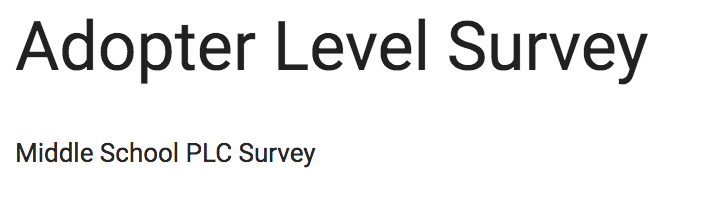 Adopter Level Survey
Middle School PLC Survey